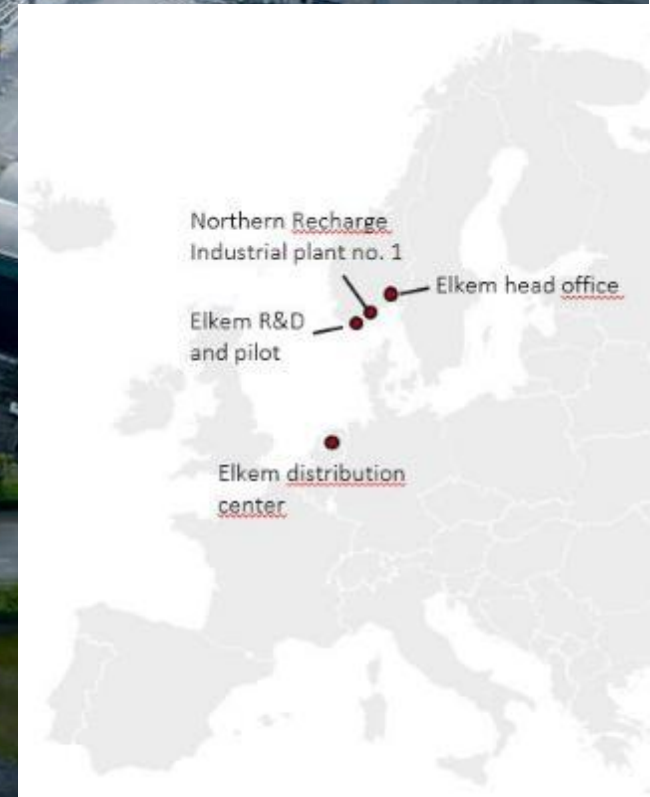 Northern Recharge
Industrial plant no. 1
Elkem head office
Elkem R&D
and pilot
Elkem distribution
center